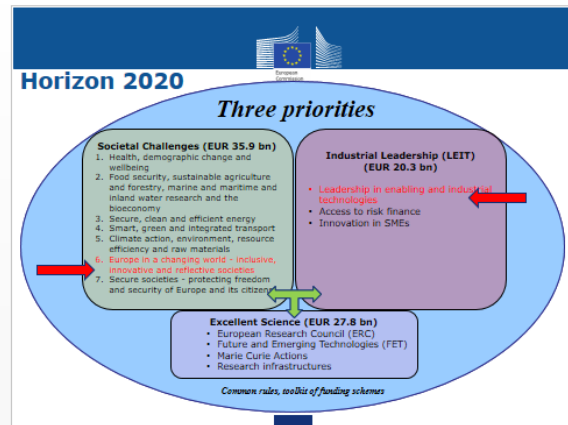 European
Commission
Horizon 2020
Three priorities
Societal Challenges (EUR 35.9 bn)
1. Health, demographic change and
wellbeing
2. Food security, sustainable agriculture
and forestry, marine and maritime and
inland water research and the
bioeconomy
3. Secure, clean and efficient energy
4. Smart, green and integrated transport
5. Climate action, environment, resource
efficiency and raw materials
6. Europe in a changing world - inclusive,
innovative and reflective societies
7. Secure societies - protecting freedom
and security of Europe and its citizens
Industrial Leadership (LEIT)
(EUR 20.3 bn)
• Leadership in enabling and industrial
technologies
• Access to risk finance
• Innovation in SMEs
Excellent Science (EUR 27.8 bn)
• European Research Council (ERC)
• Future and Emerging Technologies (FET)
• Marie Curie Actions
• Research infrastructures
Common rules, toolkit of funding schemes